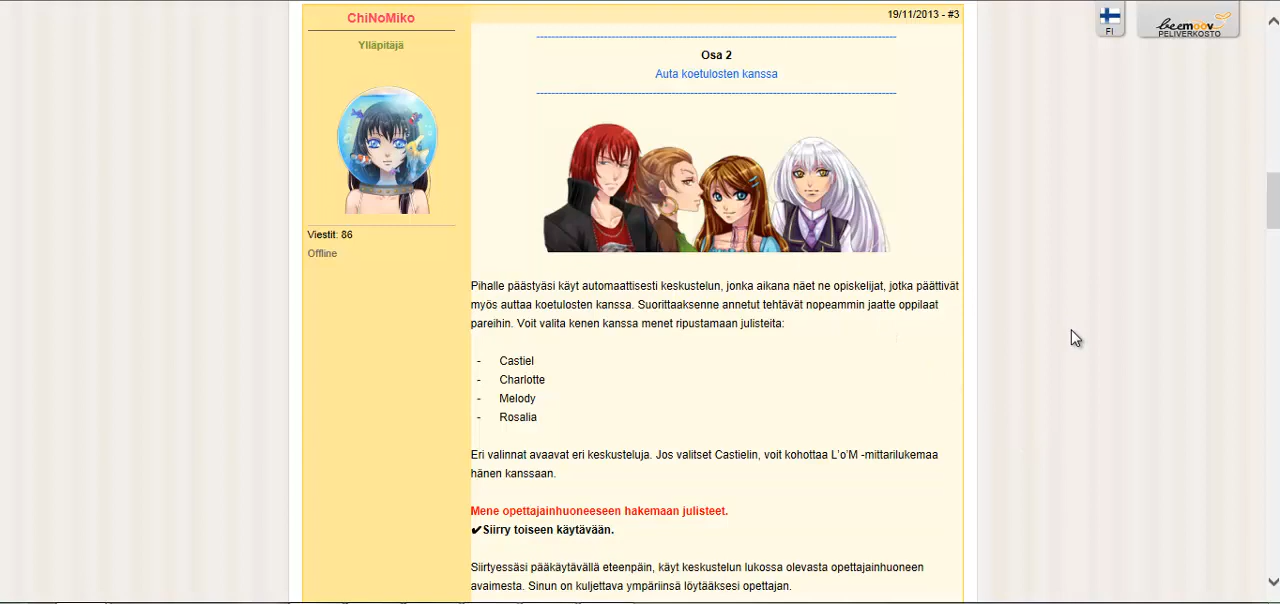 ChiNoMiko
Ylläpitäjä
Viestit: 86
Offline
19/11/2013 - #3
Osa 2
Auta koetulosten kanssa
Pihalle päästyäsi käyt automaattisesti keskustelun, jonka aikana näet ne opiskelijat, jotka päättivät
myös auttaa koetulosten kanssa. Suorittaaksenne annetut tehtävät nopeammin jaatte oppilaat
pareihin. Voit valita kenen kanssa menet ripustamaan julisteita:
- Castiel
- Charlotte
- Melody
- Rosalia
Eri valinnat avaavat eri keskusteluja. Jos valitset Castielin, voit kohottaa L'o'M -mittarilukemaa
hänen kanssaan.
Mene opettajainhuoneeseen hakemaan julisteet.
✔Siirry toiseen käytävään.
Siirtyessäsi pääkäytävällä eteenpäin, käyt keskustelun lukossa olevasta opettajainhuoneen
avaimesta. Sinun on kuljettava ympäriinsä löytääksesi opettajan.
FI
beemoov
PELIVERKOSTO